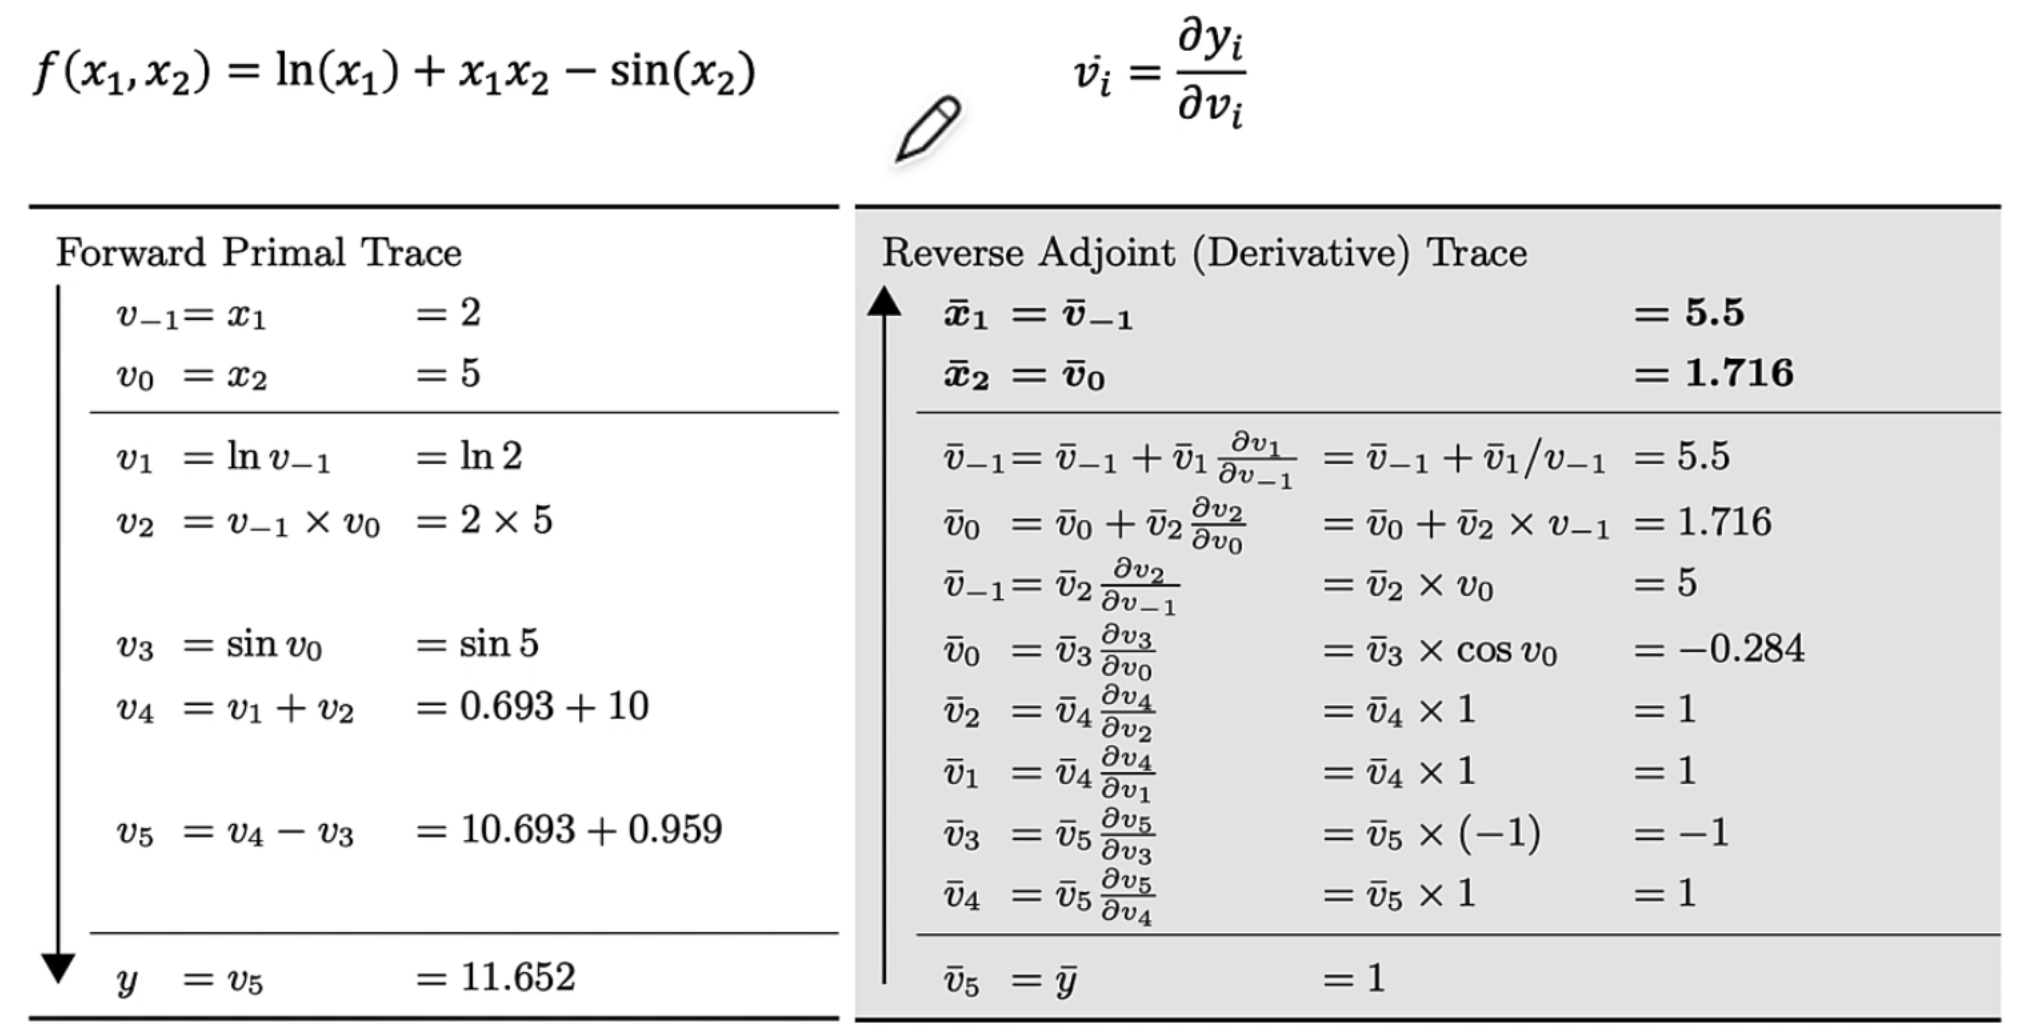 f(x₁, x₂) = ln(x₁) + x₁x₂ − sin(x₂)
v̇ᵢ = ∂yᵢ/∂vᵢ
Forward Primal Trace
v₋₁ = x₁ = 2
v₀ = x₂ = 5
v₁ = ln v₋₁ = ln 2
v₂ = v₋₁ × v₀ = 2 × 5
v₃ = sin v₀ = sin 5
v₄ = v₁ + v₂ = 0.693 + 10
v₅ = v₄ − v₃ = 10.693 + 0.959
y = v₅ = 11.652
Reverse Adjoint (Derivative) Trace
x̄₁ = v̄₋₁ = 5.5
x̄₂ = v̄₀ = 1.716
v̄₋₁ = v̄₋₁ + v̄₁ ∂v₁/∂v₋₁ = v̄₋₁ + v̄₁/v₋₁ = 5.5
v̄₀ = v̄₀ + v̄₂ ∂v₂/∂v₀ = v̄₀ + v̄₂ × v₋₁ = 1.716
v̄₋₁ = v̄₂ ∂v₂/∂v₋₁ = v̄₂ × v₀ = 5
v̄₀ = v̄₃ ∂v₃/∂v₀ = v̄₃ × cos v₀ = −0.284
v̄₂ = v̄₄ ∂v₄/∂v₂ = v̄₄ × 1 = 1
v̄₁ = v̄₄ ∂v₄/∂v₁ = v̄₄ × 1 = 1
v̄₃ = v̄₅ ∂v₅/∂v₃ = v̄₅ × (−1) = −1
v̄₄ = v̄₅ ∂v₅/∂v₄ = v̄₅ × 1 = 1
v̄₅ = ȳ = 1